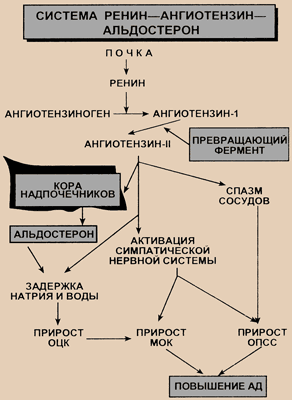 СИСТЕМА РЕНИН—АНГИОТЕНЗИН—
АЛЬДОСТЕРОН
ПОЧКА
РЕНИН
АНГИОТЕНЗИНОГЕН
АНГИОТЕНЗИН-1
АНГИОТЕНЗИН-II
ПРЕВРАЩАЮЩИЙ
ФЕРМЕНТ
КОРА
НАДПОЧЕЧНИКОВ
СПАЗМ
СОСУДОВ
АЛЬДОСТЕРОН
АКТИВАЦИЯ
СИМПАТИЧЕСКОЙ
НЕРВНОЙ СИСТЕМЫ
ЗАДЕРЖКА
НАТРИЯ И ВОДЫ
ПРИРОСТ
ОЦК
ПРИРОСТ
МОК
ПРИРОСТ
ОПСС
ПОВЫШЕНИЕ АД